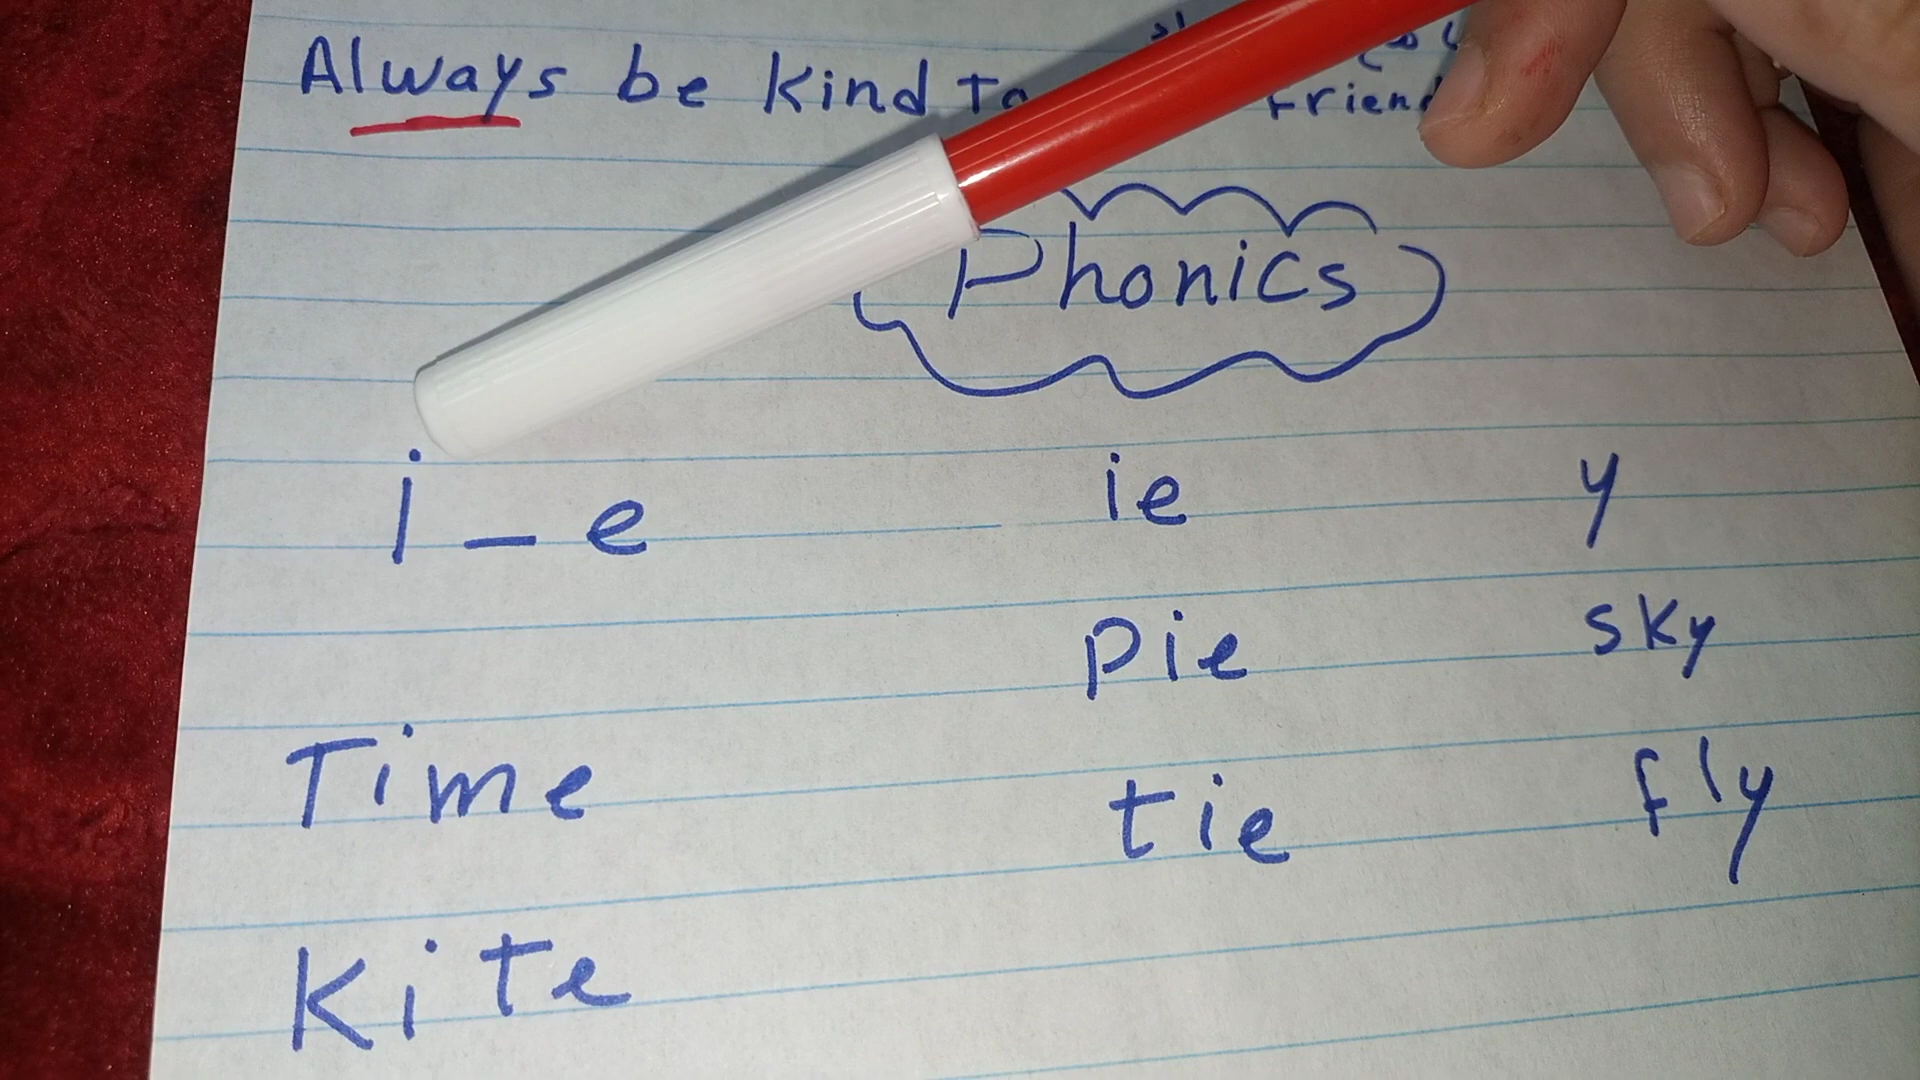 Always be kind To friend
Phonics
i_e ie y
pie sky
Time tie fly
Kite